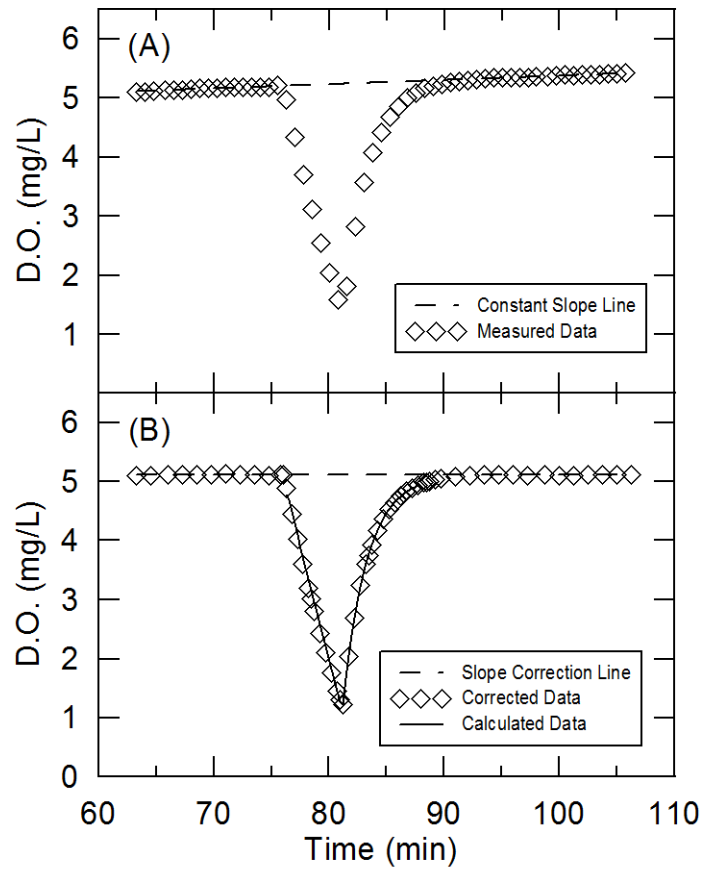 (A)
6
5
4
3
2
1
D.O. (mg/L)
Constant Slope Line
Measured Data
(B)
6
5
4
3
2
1
0
D.O. (mg/L)
Slope Correction Line
Corrected Data
Calculated Data
60 70 80 90 100 110
Time (min)